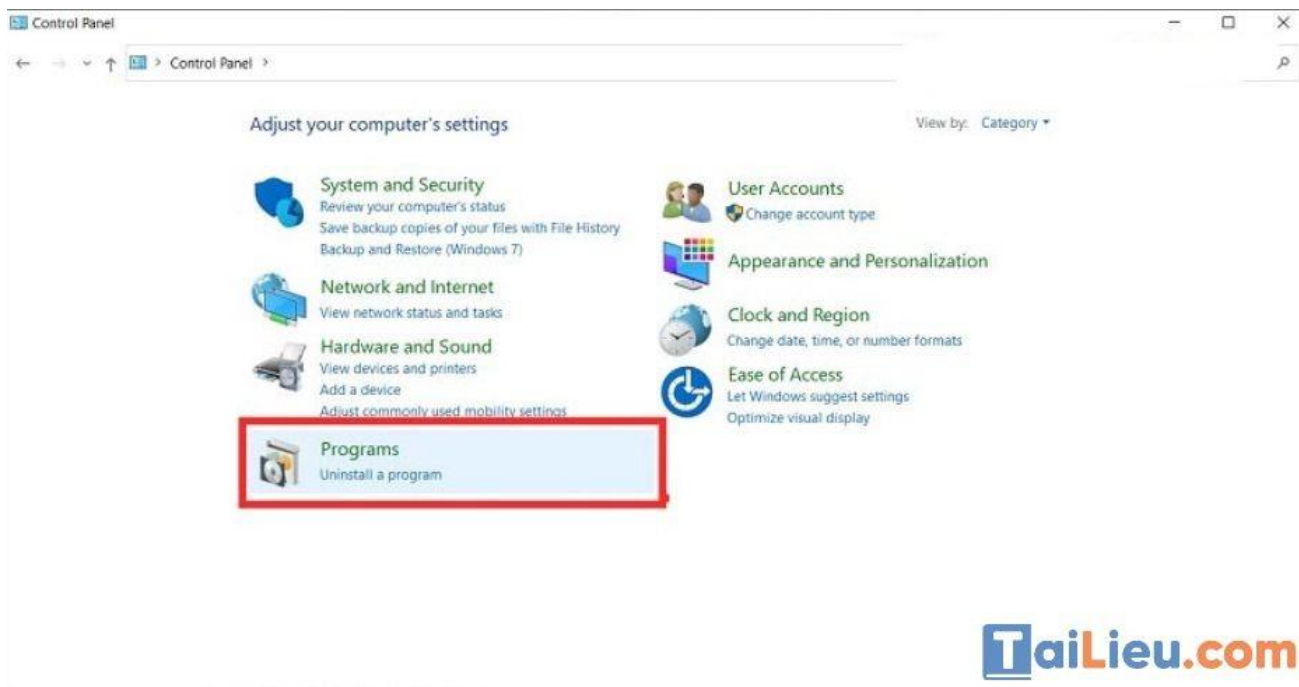 Control Panel
Control Panel
Adjust your computer's settings
View by: Category
System and Security
Review your computer's status
Save backup copies of your files with File History
Backup and Restore (Windows 7)
Network and Internet
View network status and tasks
Hardware and Sound
View devices and printers
Add a device
Adjust commonly used mobility settings
Programs
Uninstall a program
User Accounts
Change account type
Appearance and Personalization
Clock and Region
Change date, time, or number formats
Ease of Access
Let Windows suggest settings
Optimize visual display
TaiLieu.com